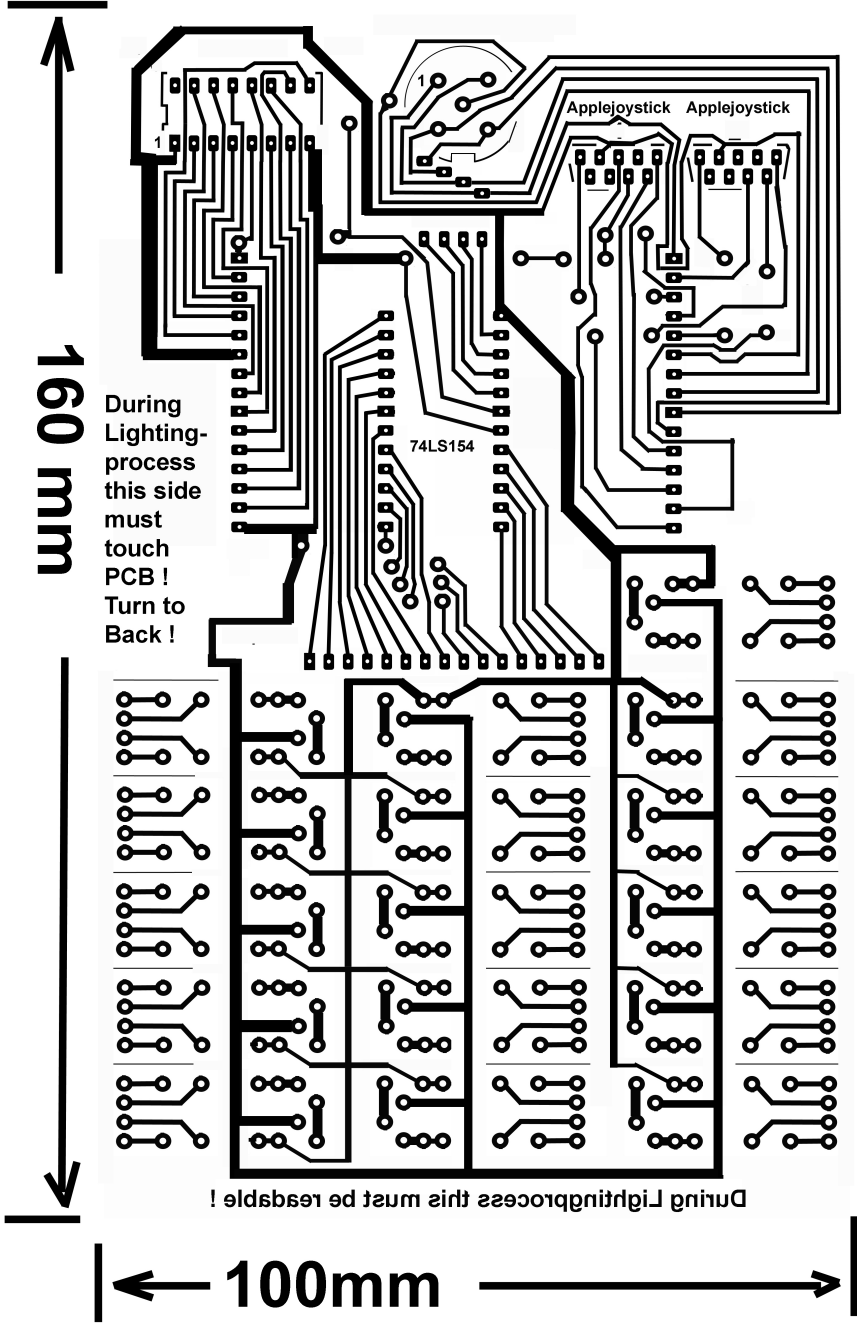 1
Applejoystick Applejoystick
1
160 mm
During
Lighting-
process
this side
must
touch
PCB !
Turn to
Back !
74LS154
During Lightingprocess this must be readable !
100mm